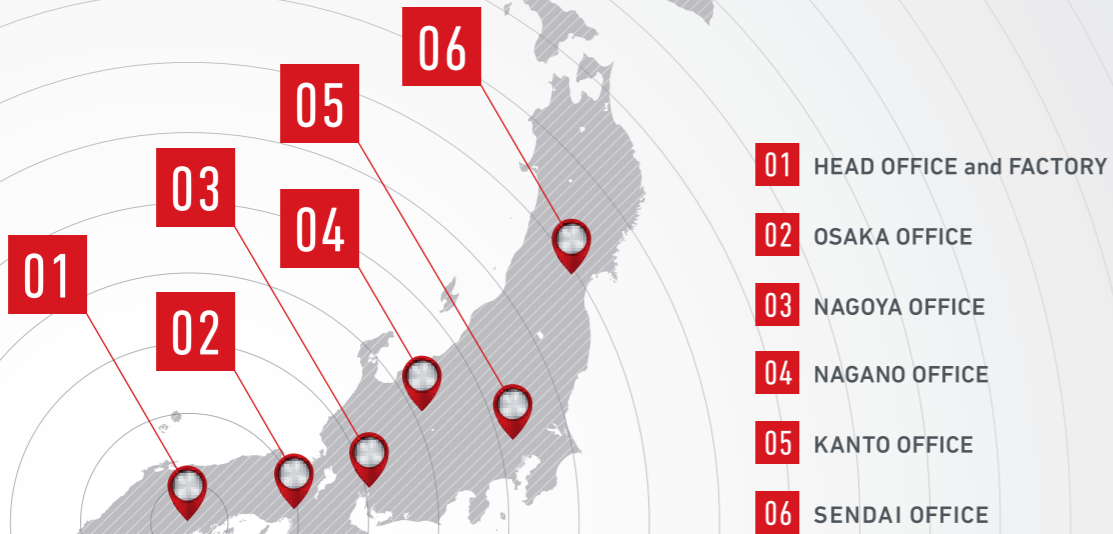 06
05
03
04
01
02
01 HEAD OFFICE and FACTORY
02 OSAKA OFFICE
03 NAGOYA OFFICE
04 NAGANO OFFICE
05 KANTO OFFICE
06 SENDAI OFFICE